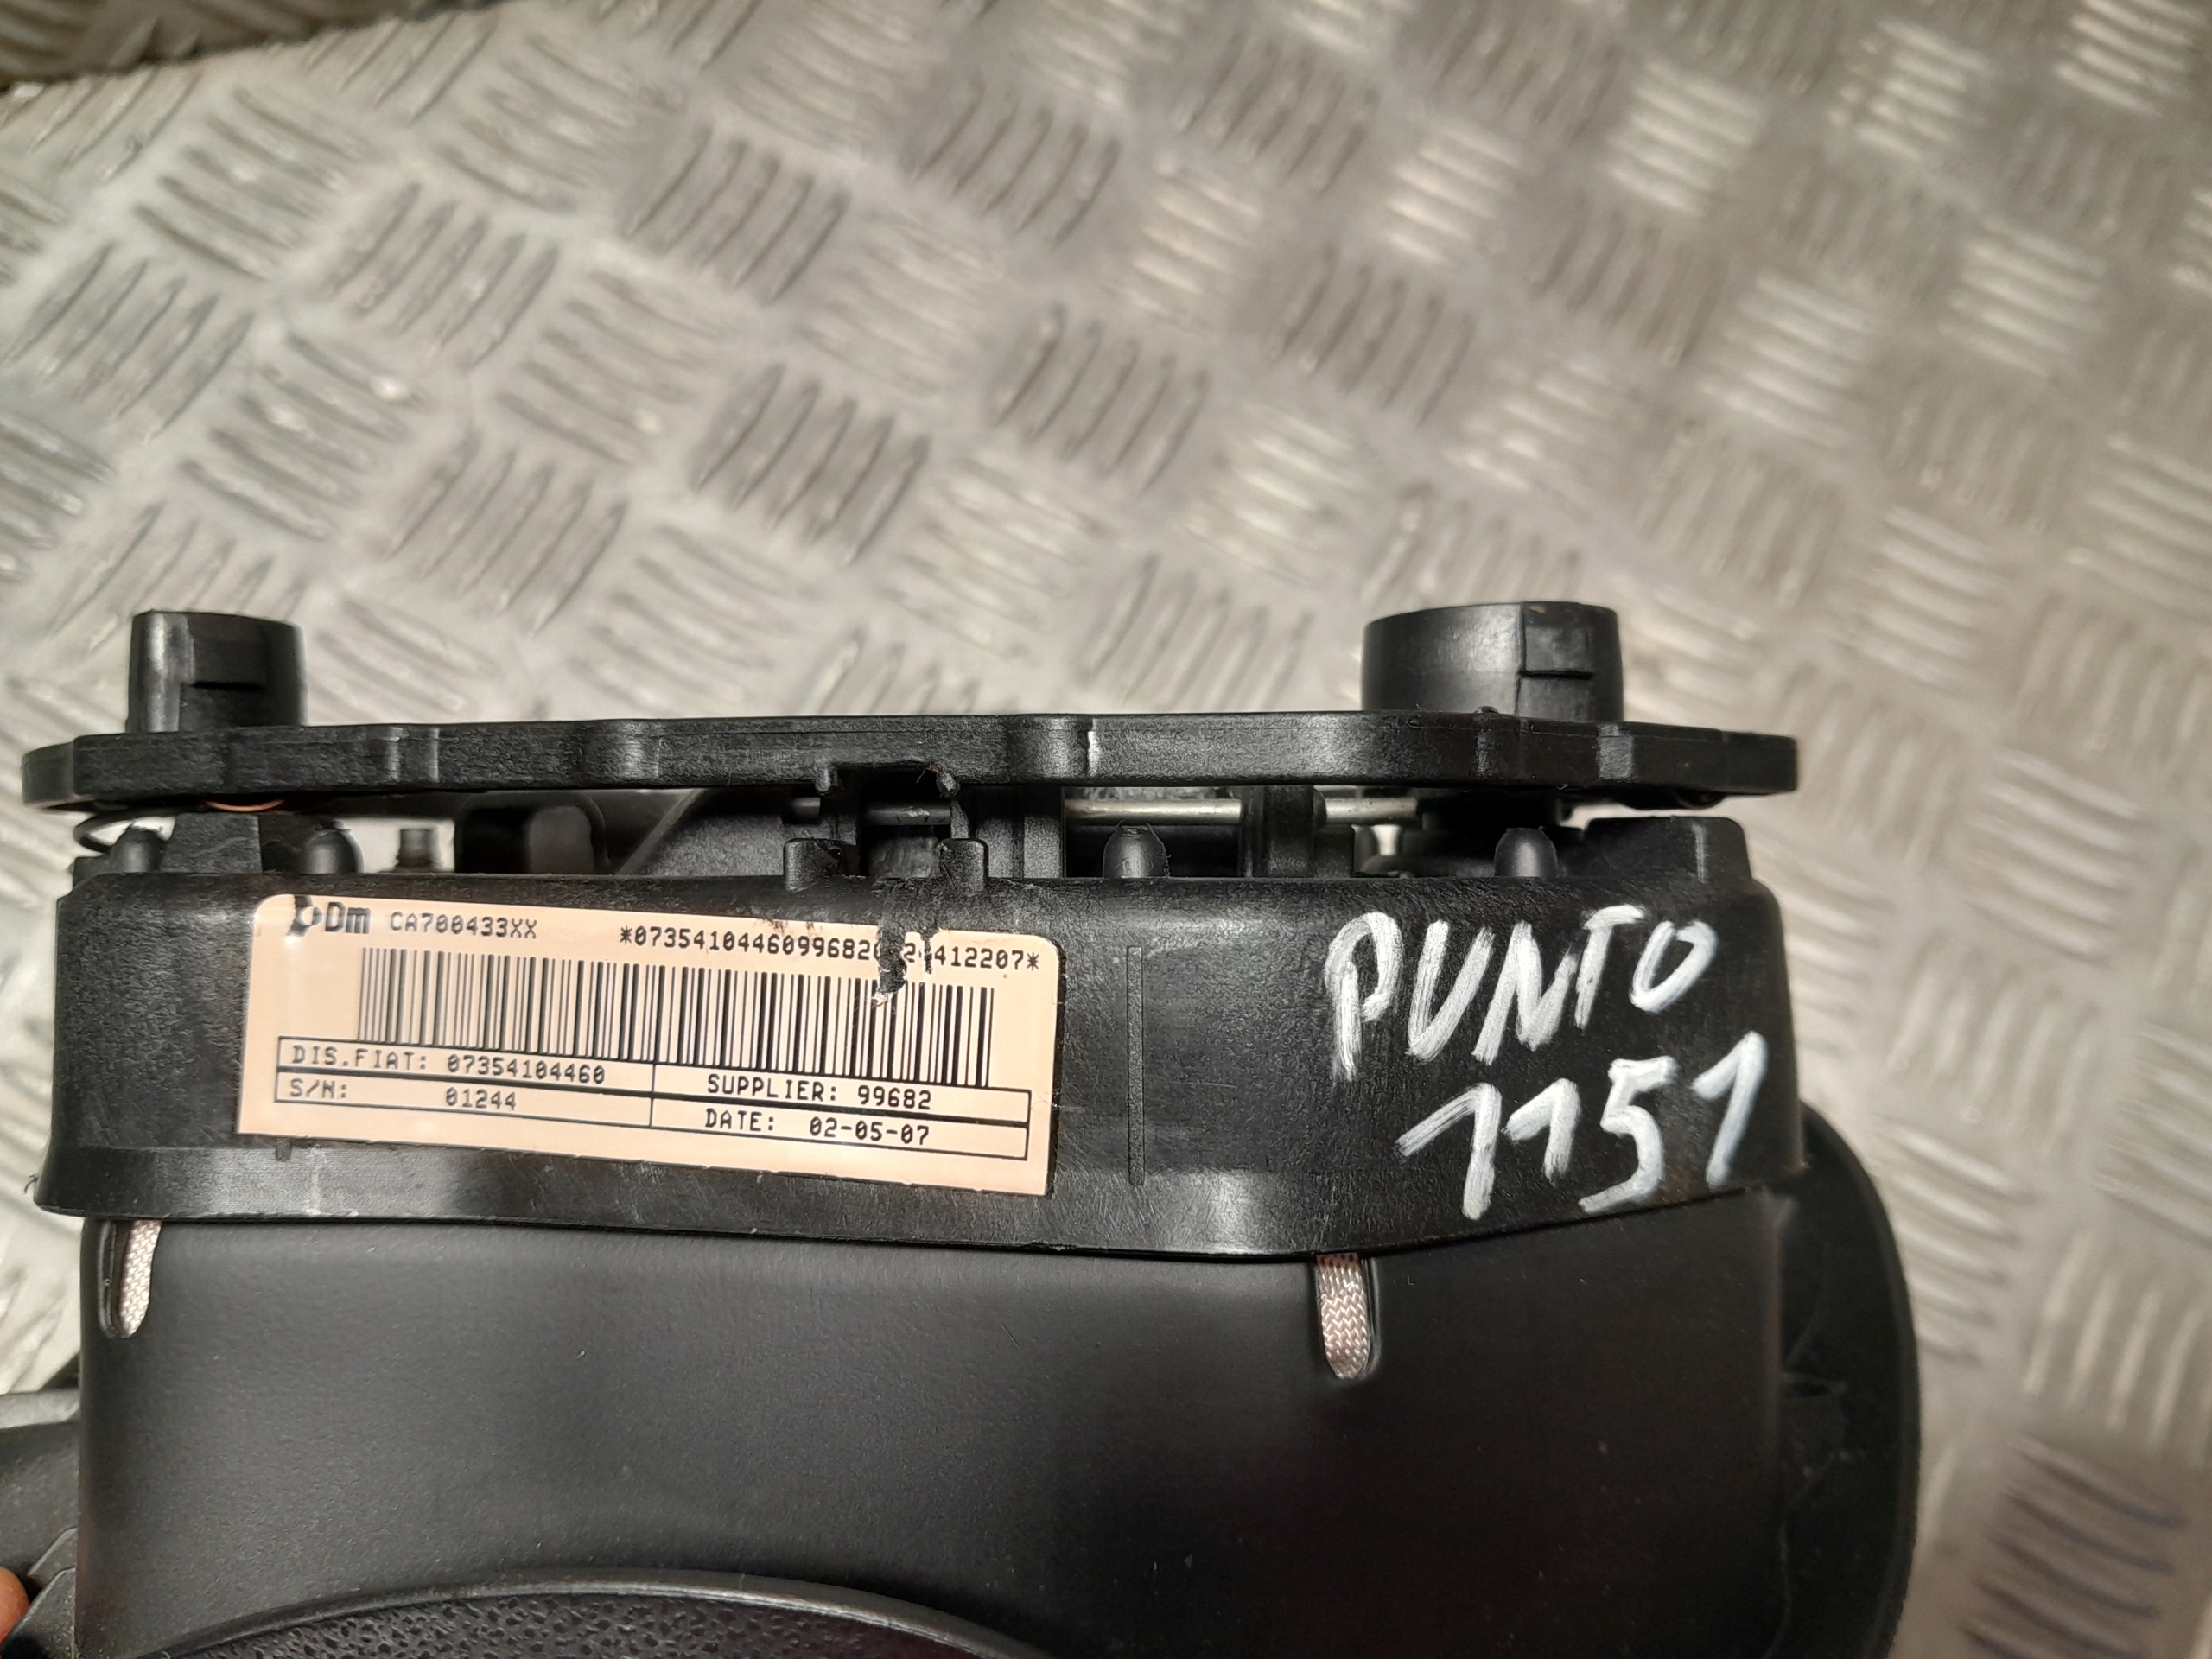 Dm CA700433XX
*07354104460996820 2 412207*
DIS.FIAT: 07354104460
SUPPLIER: 99682
S/N: 01244
DATE: 02-05-07
PUNTO
1151